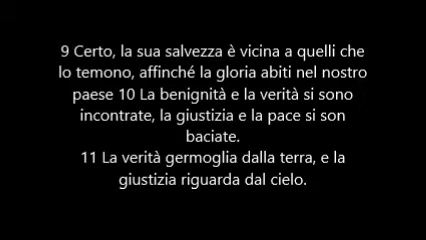 9 Certo, la sua salvezza è vicina a quelli che
lo temono, affinché la gloria abiti nel nostro
paese 10 La benignità e la verità si sono
incontrate, la giustizia e la pace si son
baciate.
11 La verità germoglia dalla terra, e la
giustizia riguarda dal cielo.